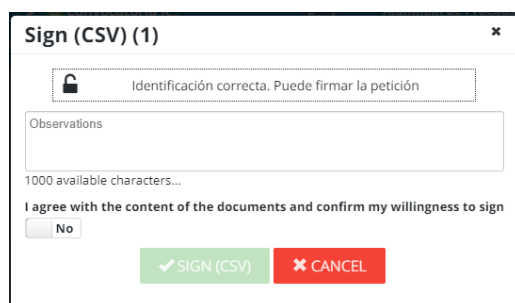 Sign (CSV) (1)
Identificación correcta. Puede firmar la petición
Observations
1000 available characters...
I agree with the content of the documents and confirm my willingness to sign
No
SIGN (CSV)
CANCEL